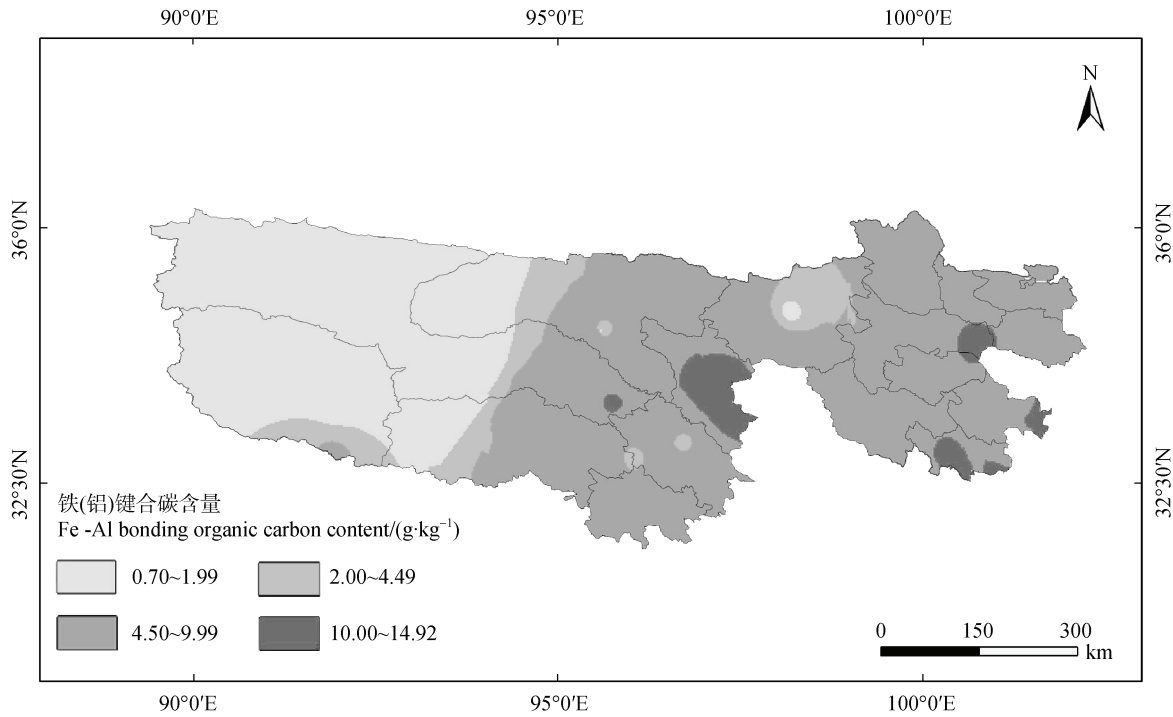 90°0′E 95°0′E 100°0′E
N
36°0′N 36°0′N
32°30′N 32°30′N
铁(铝)键合碳含量
Fe -Al bonding organic carbon content/(g·kg⁻¹)
0.70~1.99 2.00~4.49
4.50~9.99 10.00~14.92
0 150 300
km
90°0′E 95°0′E 100°0′E